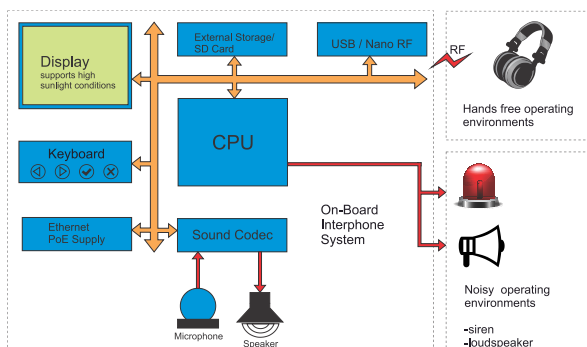 Display
supports high
sunlight conditions
External Storage/
SD Card
USB / Nano RF
RF
Hands free operating
environments
CPU
Keyboard
Ethernet
PoE Supply
Sound Codec
On-Board
Interphone
System
Microphone
Speaker
Noisy operating
environments
-siren
-loudspeaker